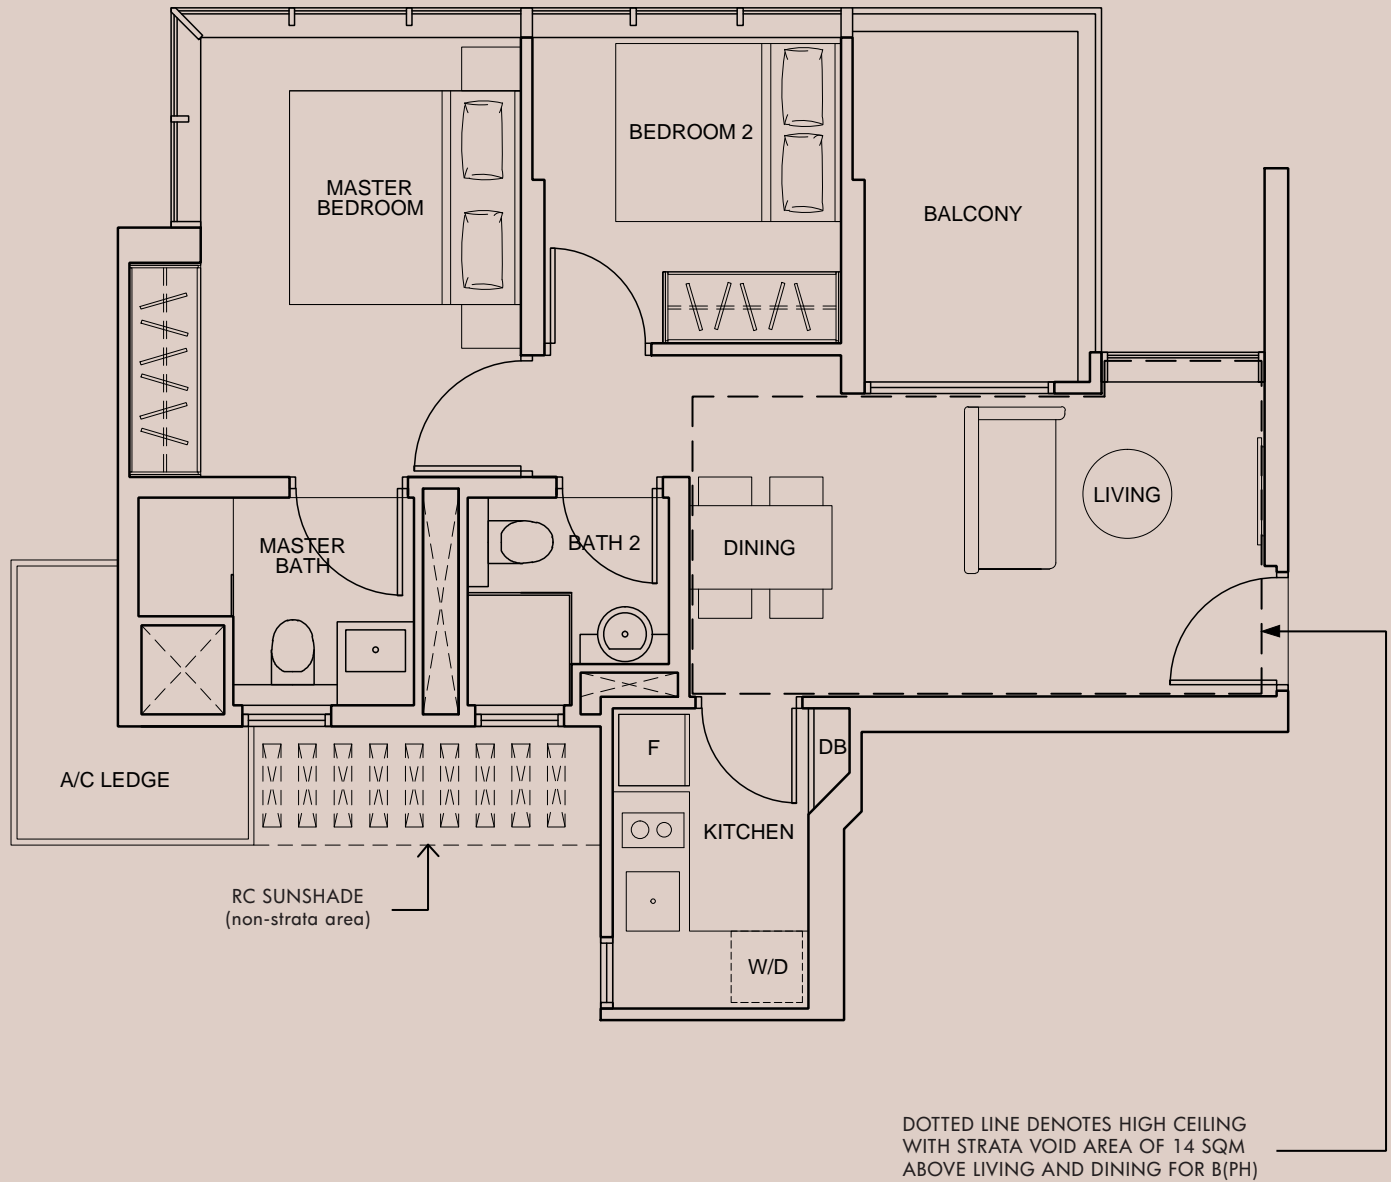 BEDROOM 2
MASTER
BEDROOM
BALCONY
LIVING
MASTER
BATH
BATH 2
DINING
F
DB
A/C LEDGE
KITCHEN
RC SUNSHADE
(non-strata area)
W/D
DOTTED LINE DENOTES HIGH CEILING
WITH STRATA VOID AREA OF 14 SQM
ABOVE LIVING AND DINING FOR B(PH)